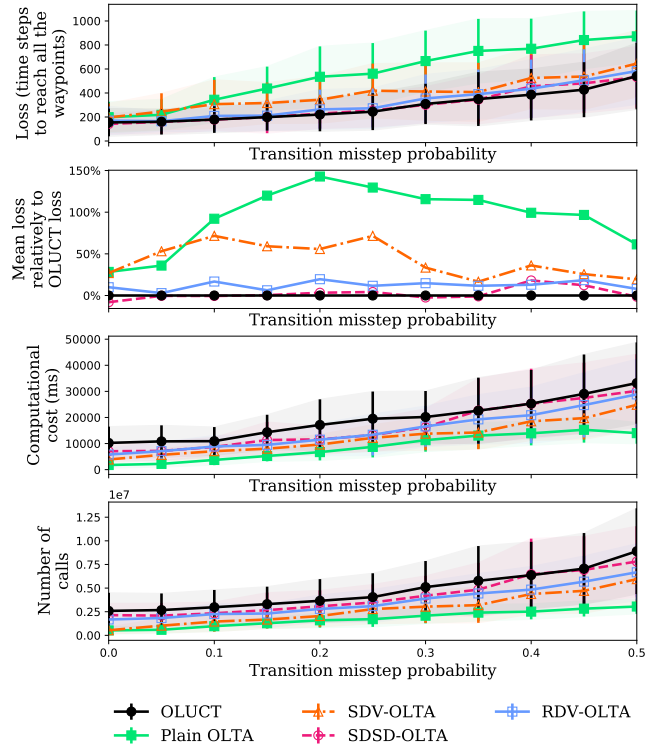 Loss (time steps
to reach all the
waypoints)
1000
800
600
400
200
0
Transition misstep probability
Mean loss
relatively to
OLUCT loss
150%
100%
50%
0%
Transition misstep probability
Computational
cost (ms)
50000
40000
30000
20000
10000
0
Transition misstep probability
1e7
Number of
calls
1.25
1.00
0.75
0.50
0.25
0.00
0.0 0.1 0.2 0.3 0.4 0.5
Transition misstep probability
OLUCT SDV-OLTA RDV-OLTA
Plain OLTA SDSD-OLTA